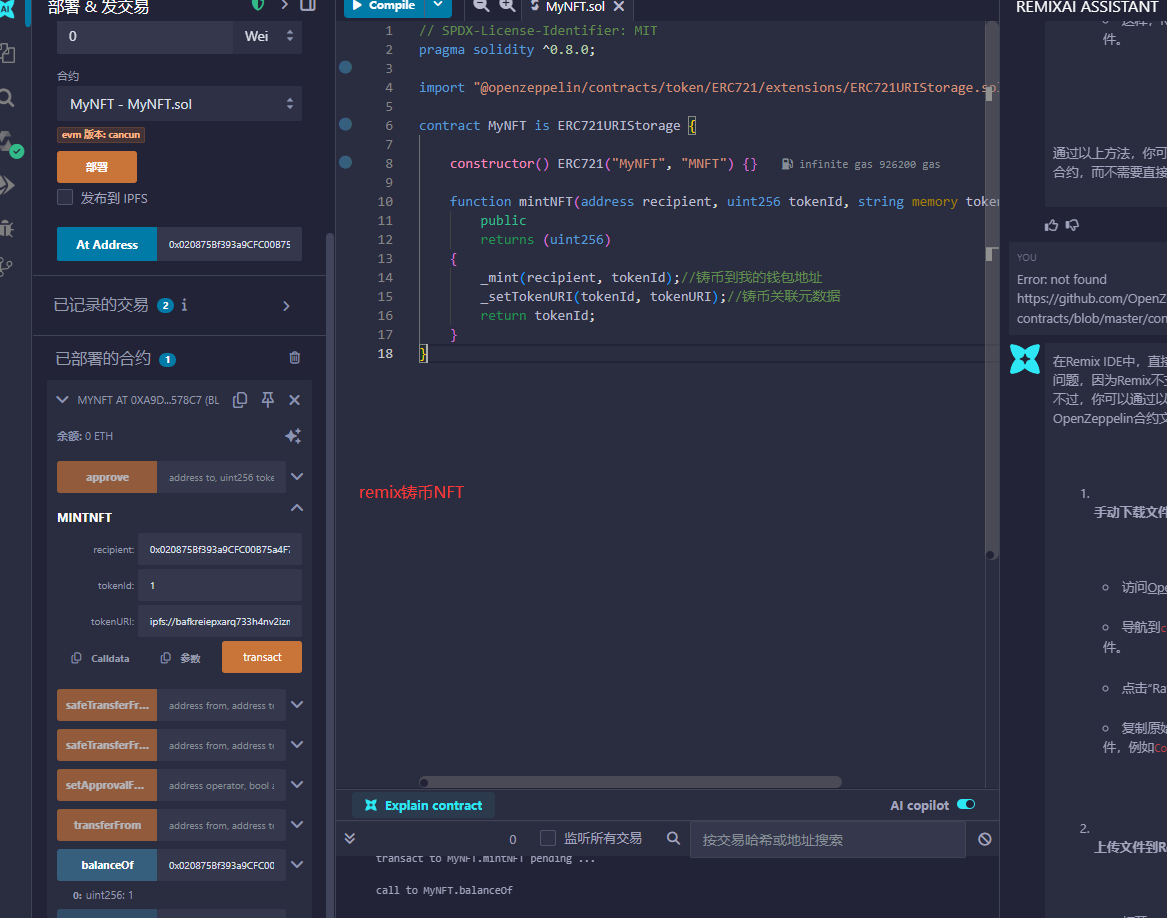 部署 & 发交易
0
Wei
合约
MyNFT - MyNFT.sol
evm 版本: cancun
部署
发布到 IPFS
At Address
0x020875Bf393a9CFC00B75
已记录的交易 2 i
已部署的合约 1
MYNFT AT 0XA9D...578C7 (BL
余额: 0 ETH
approve
address to, uint256 toke
MINTNFT
recipient:
0x020875Bf393a9CFC00B75a4F
tokenId:
1
tokenURI:
ipfs://bafkreiepxarq733h4nv2izn
Calldata
参数
transact
safeTransferFr...
address from, address to
safeTransferFr...
address from, address to
setApprovalF...
address operator, bool a
transferFrom
address from, address to
balanceOf
0x020875Bf393a9CFC00
0: uint256: 1
Compile
MyNFT.sol
1 // SPDX-License-Identifier: MIT
2 pragma solidity ^0.8.0;
3
4 import "@openzeppelin/contracts/token/ERC721/extensions/ERC721URIStorage.sol
5
6 contract MyNFT is ERC721URIStorage {
7
8 constructor() ERC721("MyNFT", "MNFT") {} infinite gas 926200 gas
9
10 function mintNFT(address recipient, uint256 tokenId, string memory token
11 public
12 returns (uint256)
13 {
14 _mint(recipient, tokenId);//铸币到我的钱包地址
15 _setTokenURI(tokenId, tokenURI);//铸币关联元数据
16 return tokenId;
17 }
18 }
remix铸币NFT
Explain contract
AI copilot
0
监听所有交易
按交易哈希或地址搜索
transact to MyNFT.mintNFT pending ...
call to MyNFT.balanceOf
REMIXAI ASSISTANT
件。
通过以上方法，你可
合约，而不需要直接
YOU
Error: not found
https://github.com/OpenZ
contracts/blob/master/con
在Remix IDE中，直接
问题，因为Remix不支
不过，你可以通过以
OpenZeppelin合约文
1.
手动下载文件
访问Ope
导航到c
件。
点击“Ra
复制原始
件，例如Co
2.
上传文件到Re